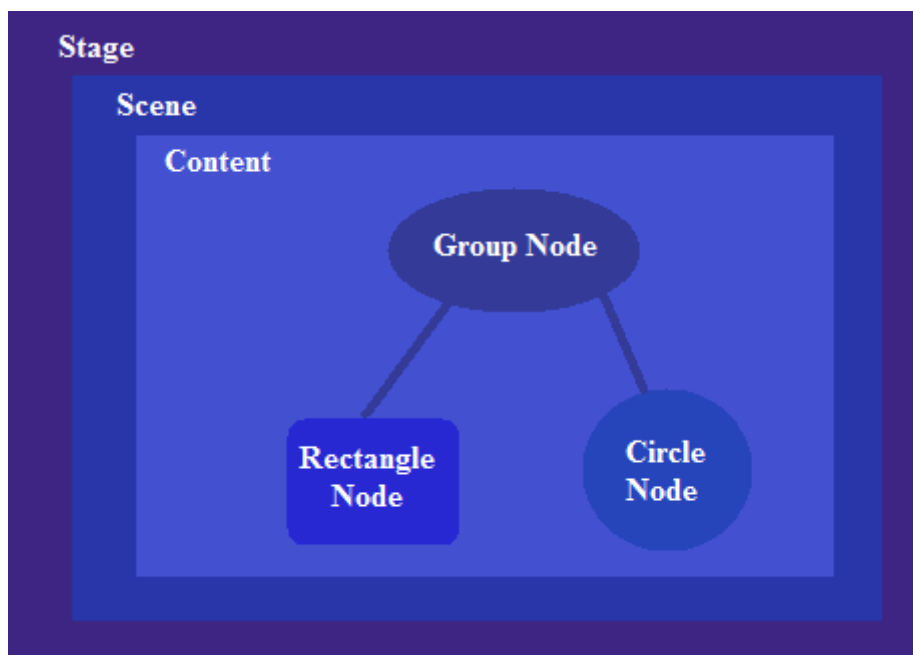 Stage
Scene
Content
Group Node
Rectangle
Node
Circle
Node